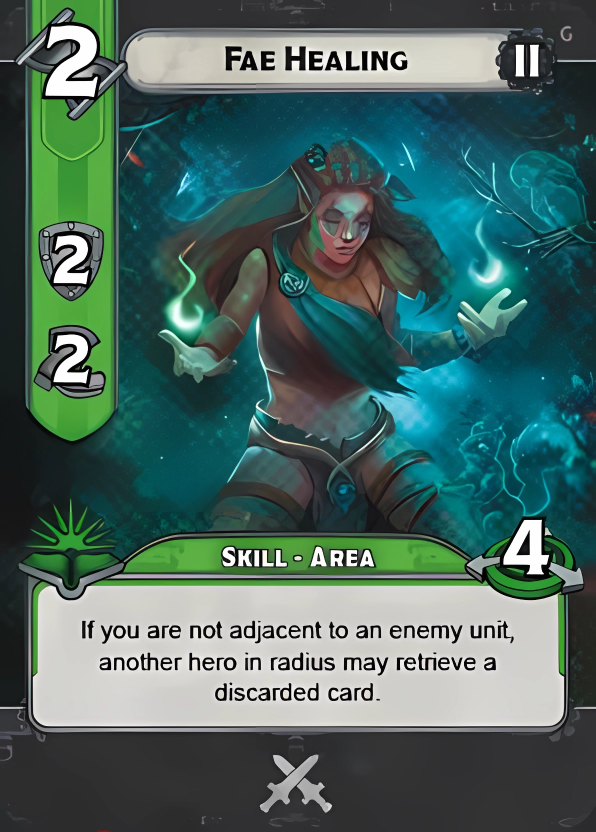 2
FAE HEALING
II
G
2
2
SKILL - AREA
4
If you are not adjacent to an enemy unit,
another hero in radius may retrieve a
discarded card.